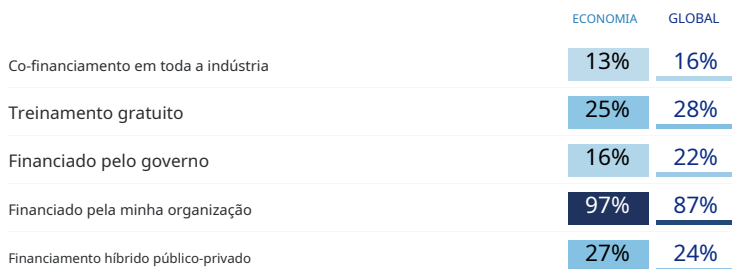 ECONOMIA GLOBAL
Co-financiamento em toda a indústria 13% 16%
Treinamento gratuito 25% 28%
Financiado pelo governo 16% 22%
Financiado pela minha organização 97% 87%
Financiamento híbrido público-privado 27% 24%